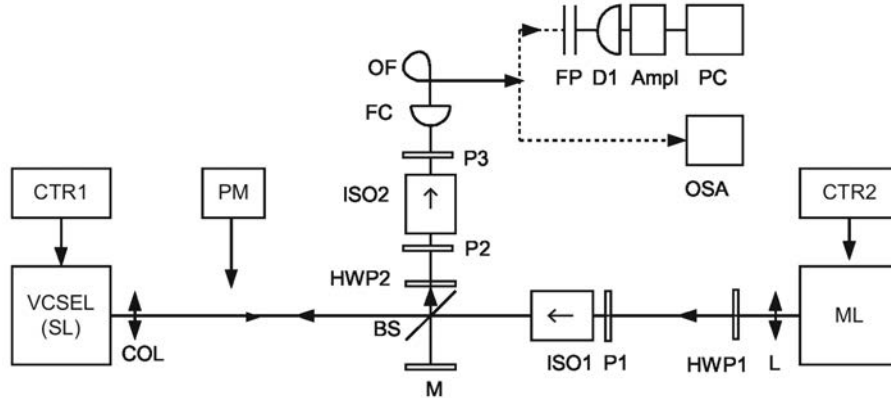 OF
FP D1 Ampl PC
FC
P3
OSA
CTR1
PM
ISO2
CTR2
P2
HWP2
VCSEL
(SL)
ML
BS
COL
ISO1 P1
HWP1 L
M